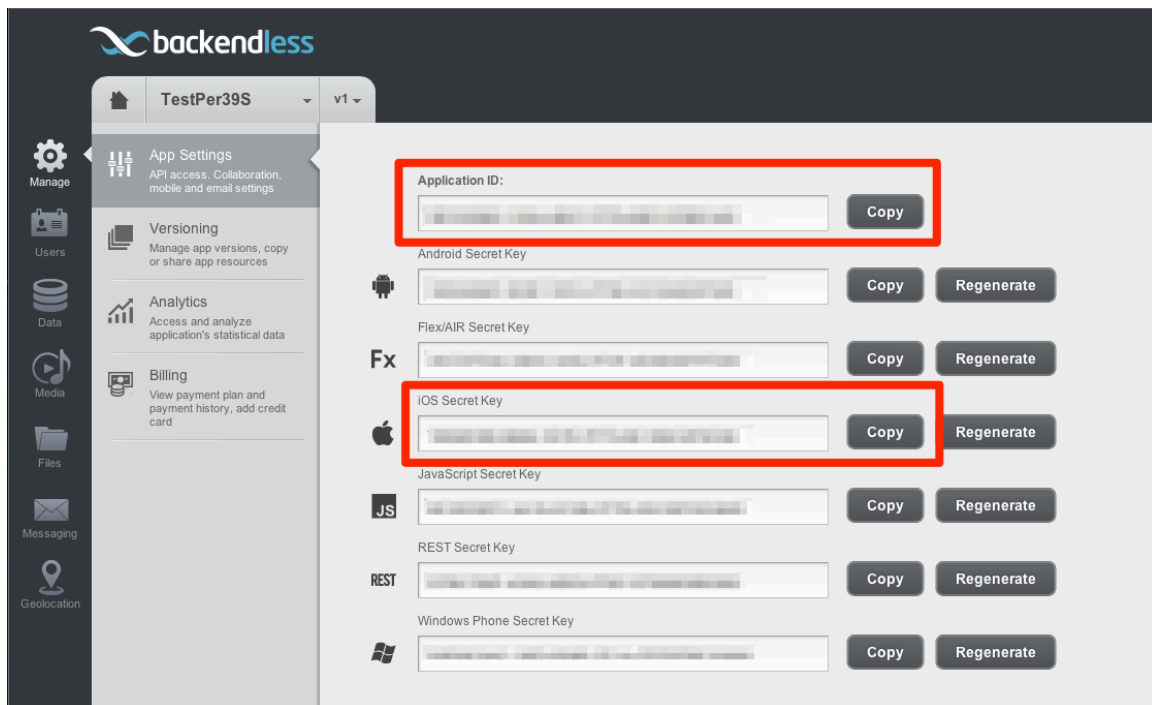 backendless
TestPer39S
v1
Manage
Users
Data
Media
Files
Messaging
Geolocation
App Settings
API access. Collaboration,
mobile and email settings
Versioning
Manage app versions, copy
or share app resources
Analytics
Access and analyze
application's statistical data
Billing
View payment plan and
payment history, add credit
card
Application ID:
Copy
Android Secret Key
Copy Regenerate
Flex/AIR Secret Key
Fx Copy Regenerate
iOS Secret Key
Copy Regenerate
JavaScript Secret Key
JS Copy Regenerate
REST Secret Key
REST Copy Regenerate
Windows Phone Secret Key
Copy Regenerate